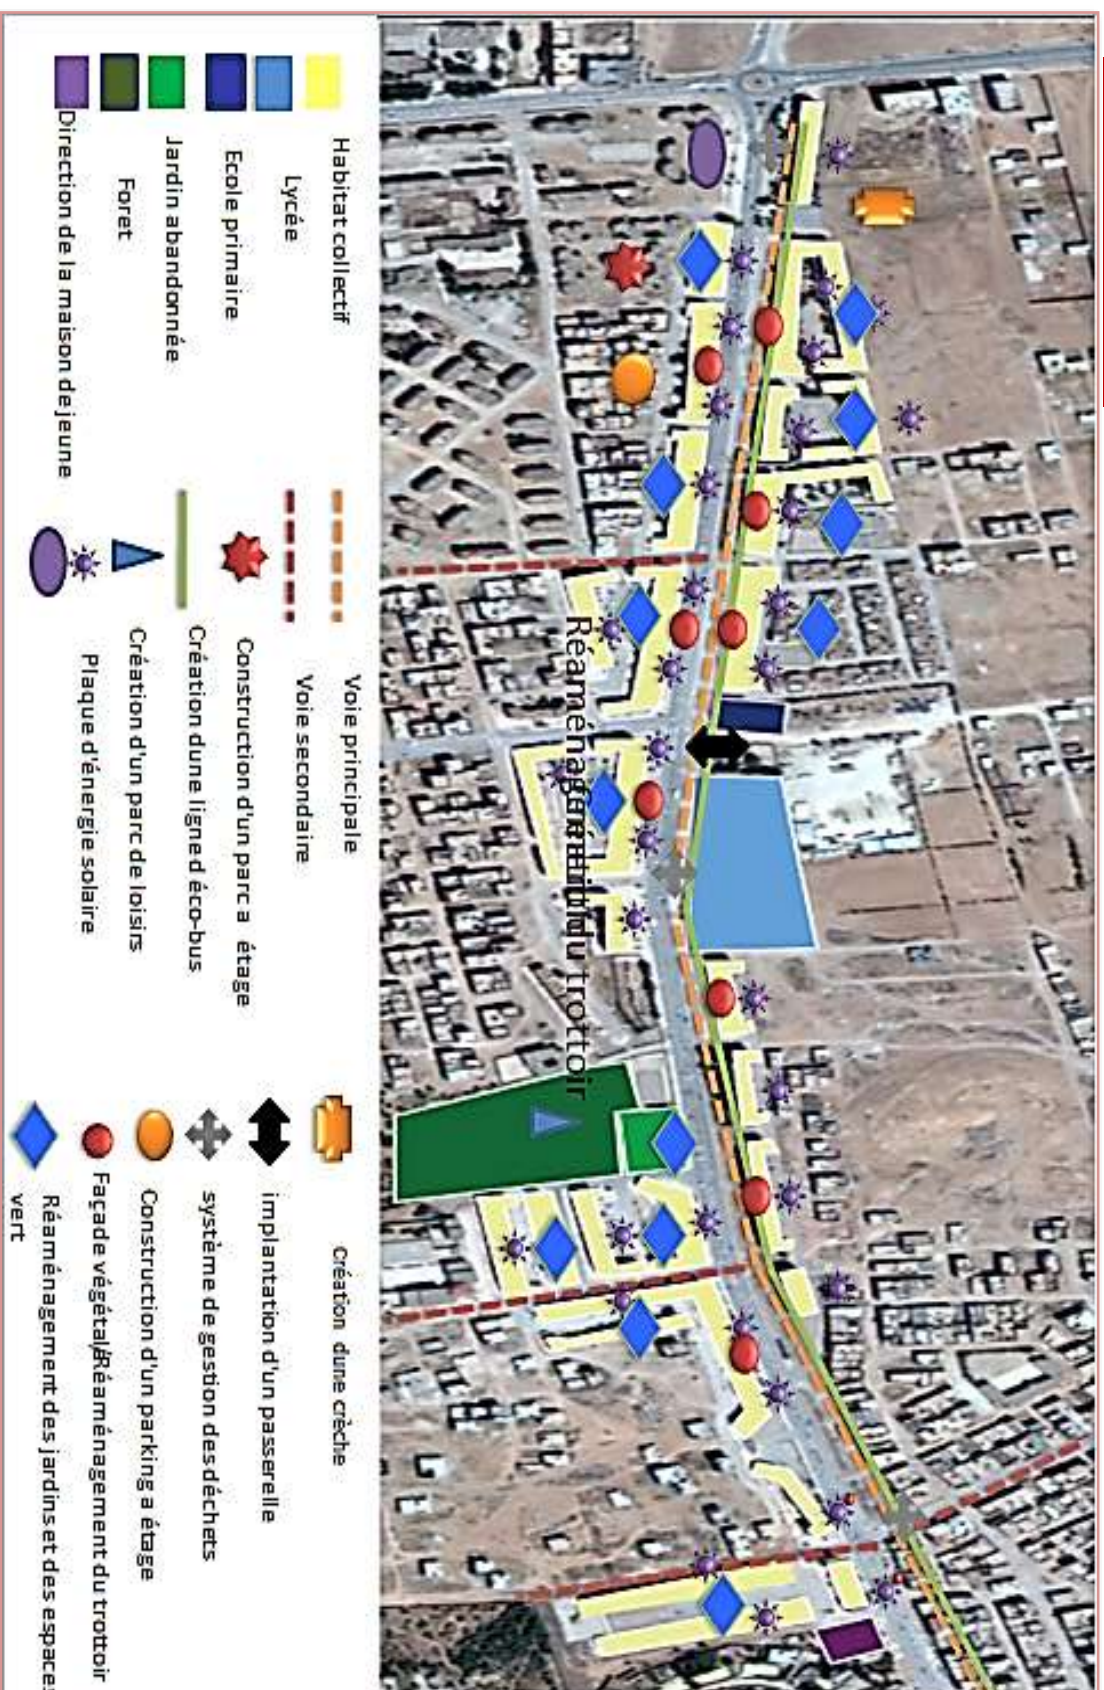 Habitat collectif
Lycée
Ecole primaire
Jardin abandonnée
Foret
Direction de la maison de jeune
Voie principale
Voie secondaire
Construction d'un parc a étage
Création dune ligne d éco-bus
Création d'un parc de loisirs
Plaque d'énergie solaire
Création dune crèche
implantation d'un passerelle
système de gestion des déchets
Construction d'un parking a étage
Façade végétal/Réaménagement du trottoir
Réaménagement des jardins et des espaces
vert
Réaménagement du trottoir